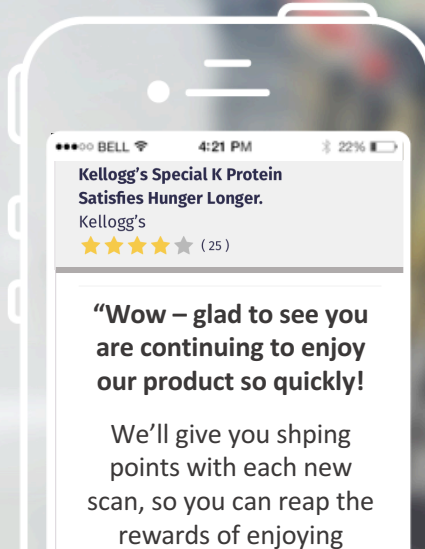 BELL 4:21 PM 22%
Kellogg's Special K Protein
Satisfies Hunger Longer.
Kellogg's
( 25 )
“Wow – glad to see you
are continuing to enjoy
our product so quickly!
We’ll give you shping
points with each new
scan, so you can reap the
rewards of enjoying